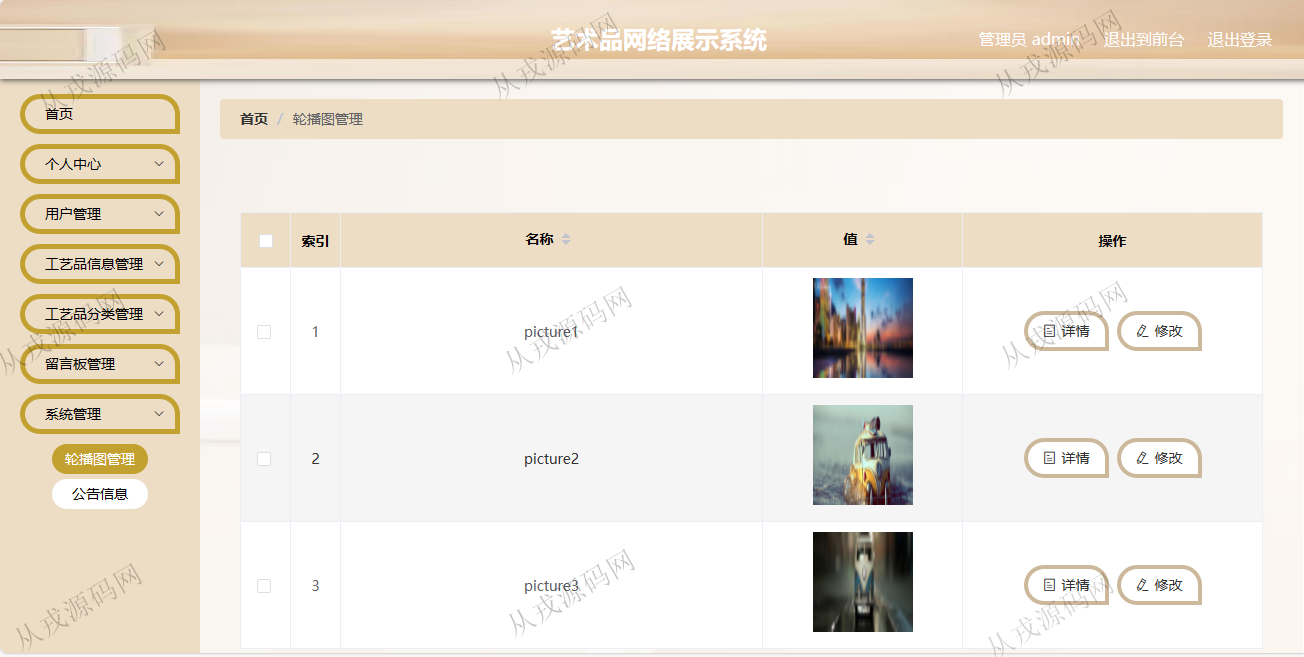 艺术品网络展示系统
管理员 admin 退出到前台 退出登录
首页
个人中心
用户管理
工艺品信息管理
工艺品分类管理
留言板管理
系统管理
轮播图管理
公告信息
首页 / 轮播图管理
索引 名称 值 操作
1 picture1 详情 修改
2 picture2 详情 修改
3 picture3 详情 修改
从戎源码网
从戎源码网
从戎源码网
从戎源码网
从戎源码网
从戎源码网
从戎源码网
从戎源码网
从戎源码网